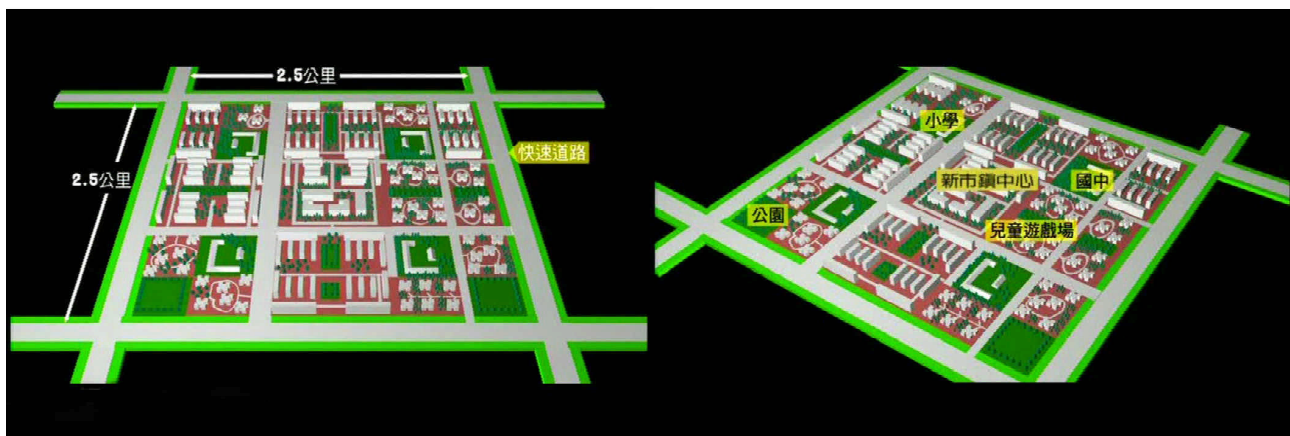 2.5公里
2.5公里
快速道路
小學
新市鎮中心
國中
公園
兒童遊戲場